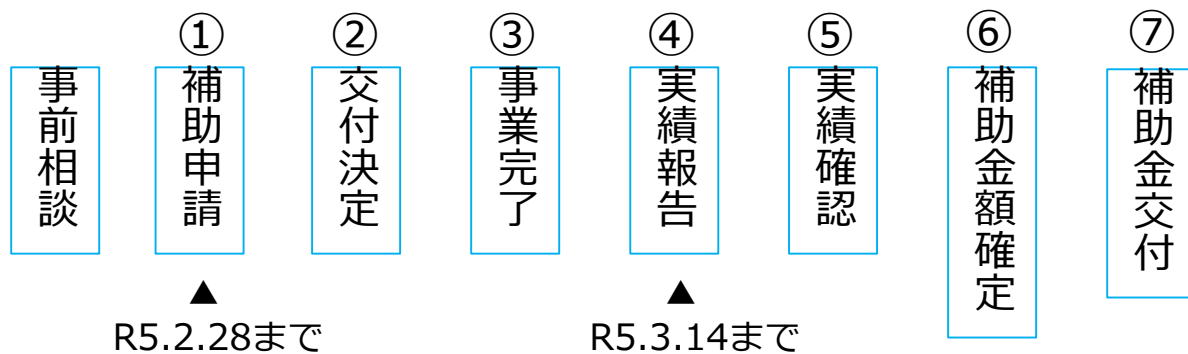 事前相談
①
補助申請
②
交付決定
③
事業完了
④
実績報告
⑤
実績確認
⑥
補助金額確定
⑦
補助金交付
▲
R5.2.28まで
▲
R5.3.14まで